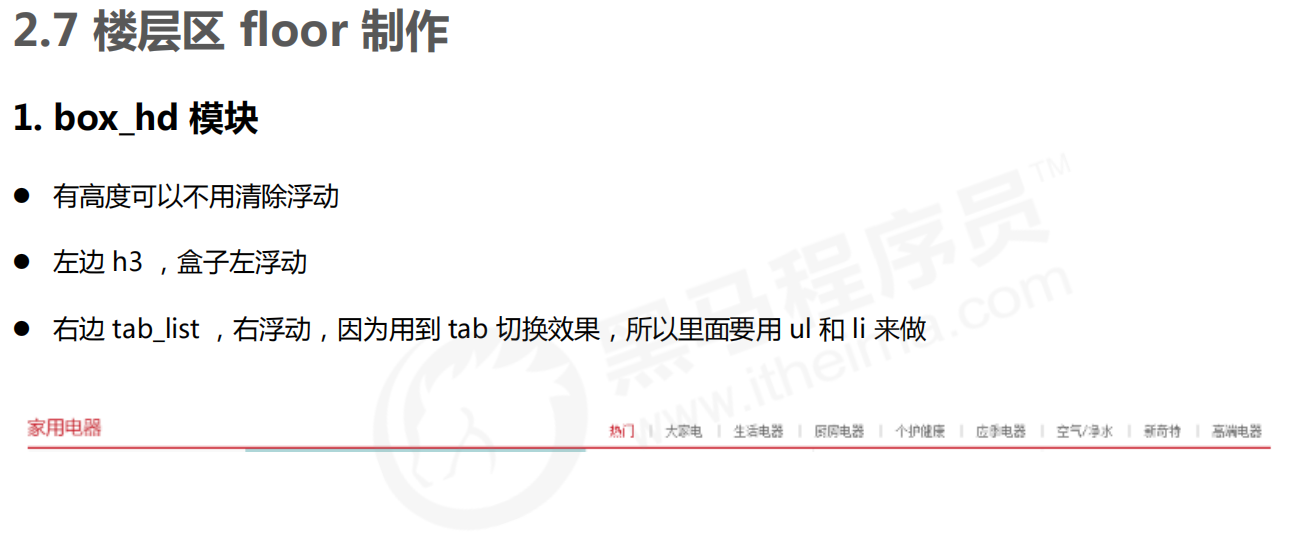 2.7 楼层区 floor 制作
1. box_hd 模块
● 有高度可以不用清除浮动
● 左边 h3 ，盒子左浮动
● 右边 tab_list ，右浮动，因为用到 tab 切换效果，所以里面要用 ul 和 li 来做
黑马程序员™
www.itheima.com
家用电器 热门 | 大家电 | 生活电器 | 厨房电器 | 个护健康 | 应季电器 | 空气/净水 | 新奇特 | 高端电器